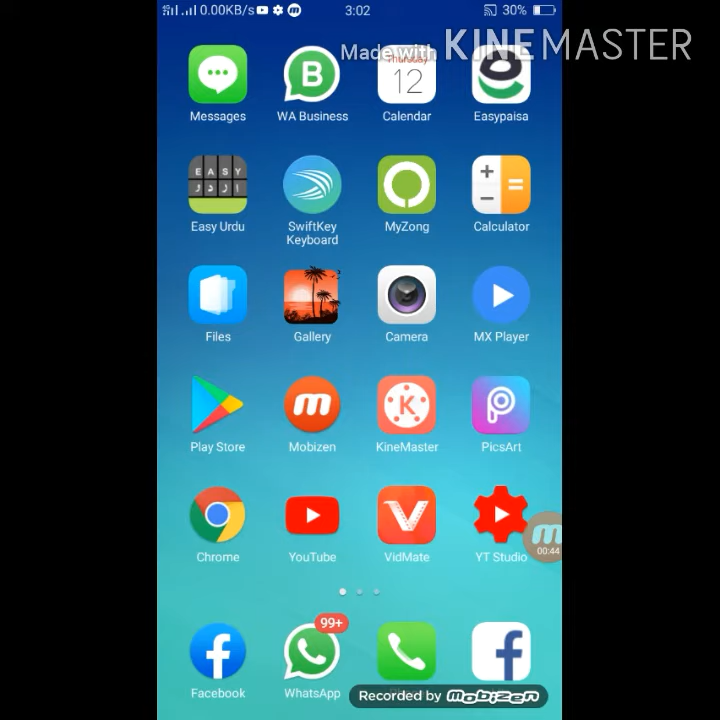 0.00KB/s 3:02 30%
Made with KINEMASTER
Thursday
12
Messages WA Business Calendar Easypaisa
EASY
Easy Urdu SwiftKey Keyboard MyZong Calculator
Files Gallery Camera MX Player
Play Store Mobizen KineMaster PicsArt
Chrome YouTube VidMate YT Studio
00:44
99+
Facebook WhatsApp
Recorded by mobizen